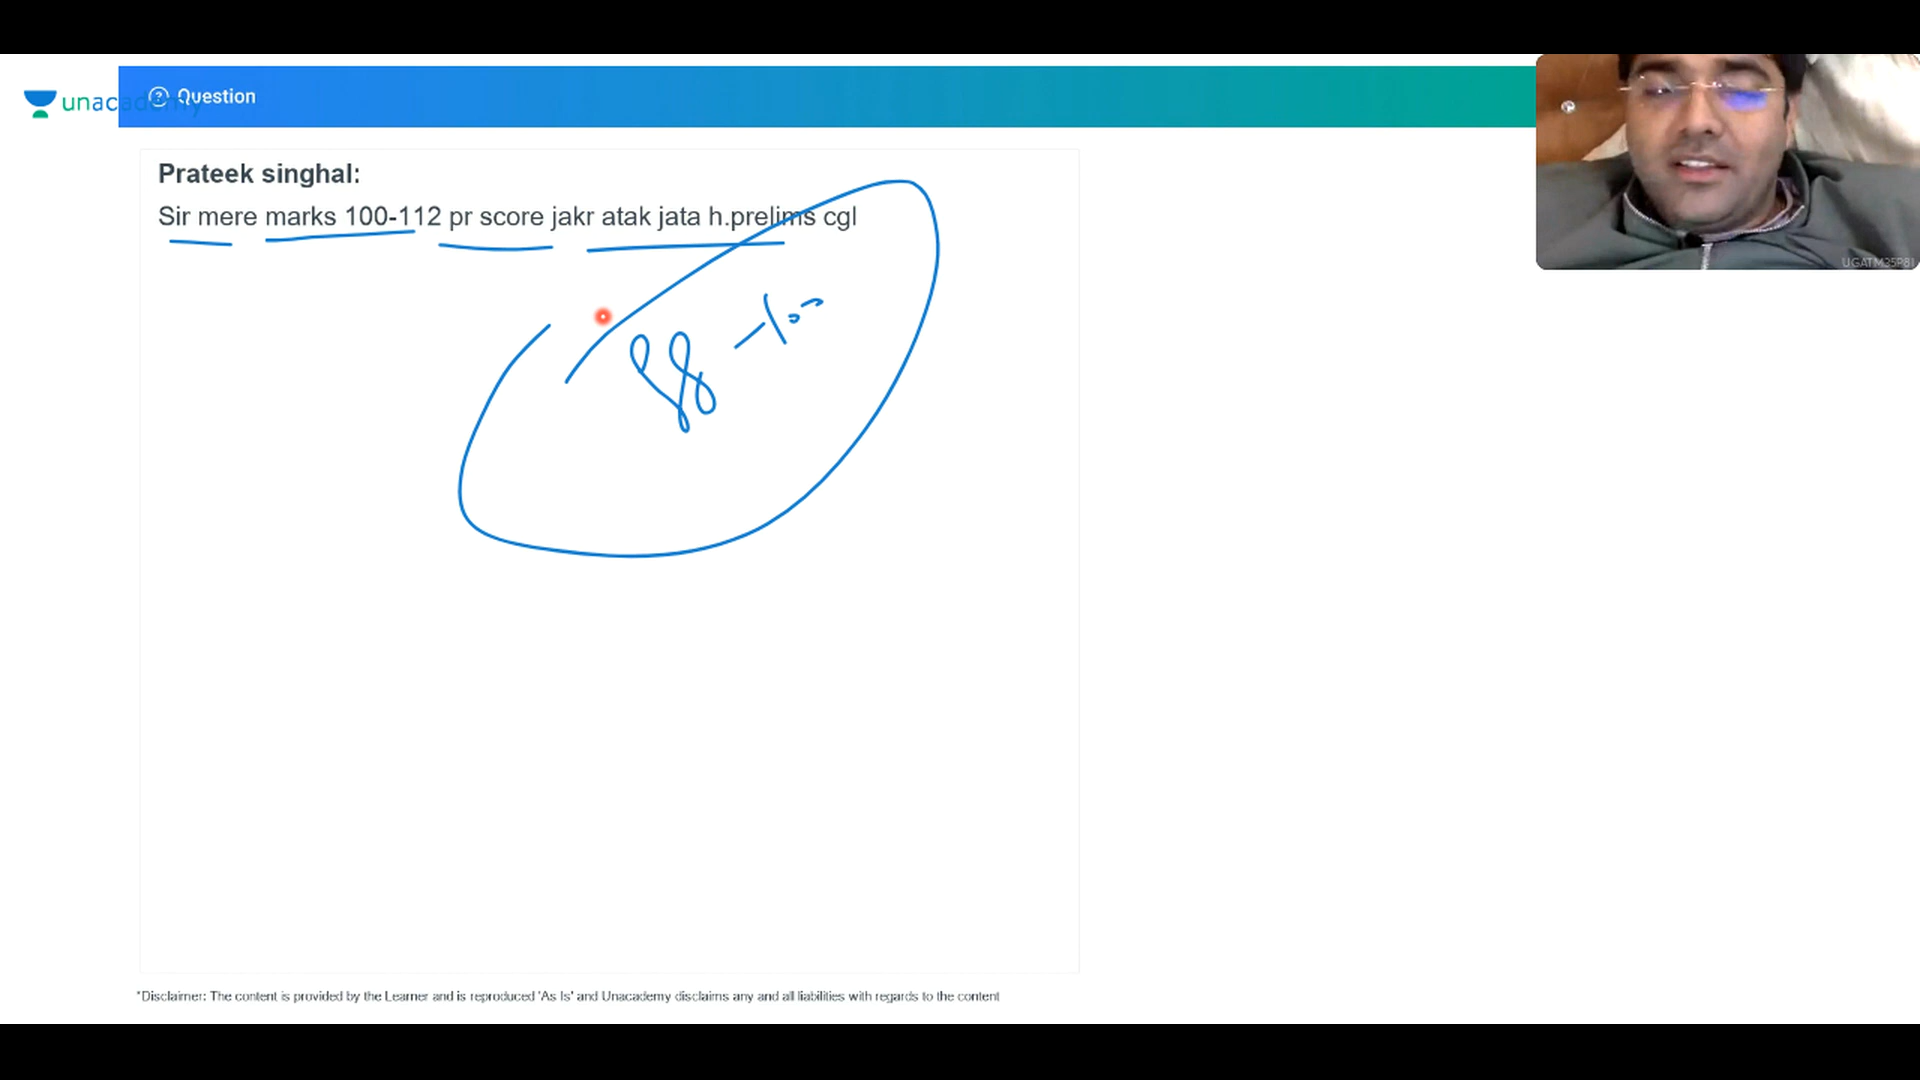 unacademy
Question
Prateek singhal:
Sir mere marks 100-112 pr score jakr atak jata h.prelims cgl
UGATM35P81
*Disclaimer: The content is provided by the Learner and is reproduced 'As Is' and Unacademy disclaims any and all liabilities with regards to the content